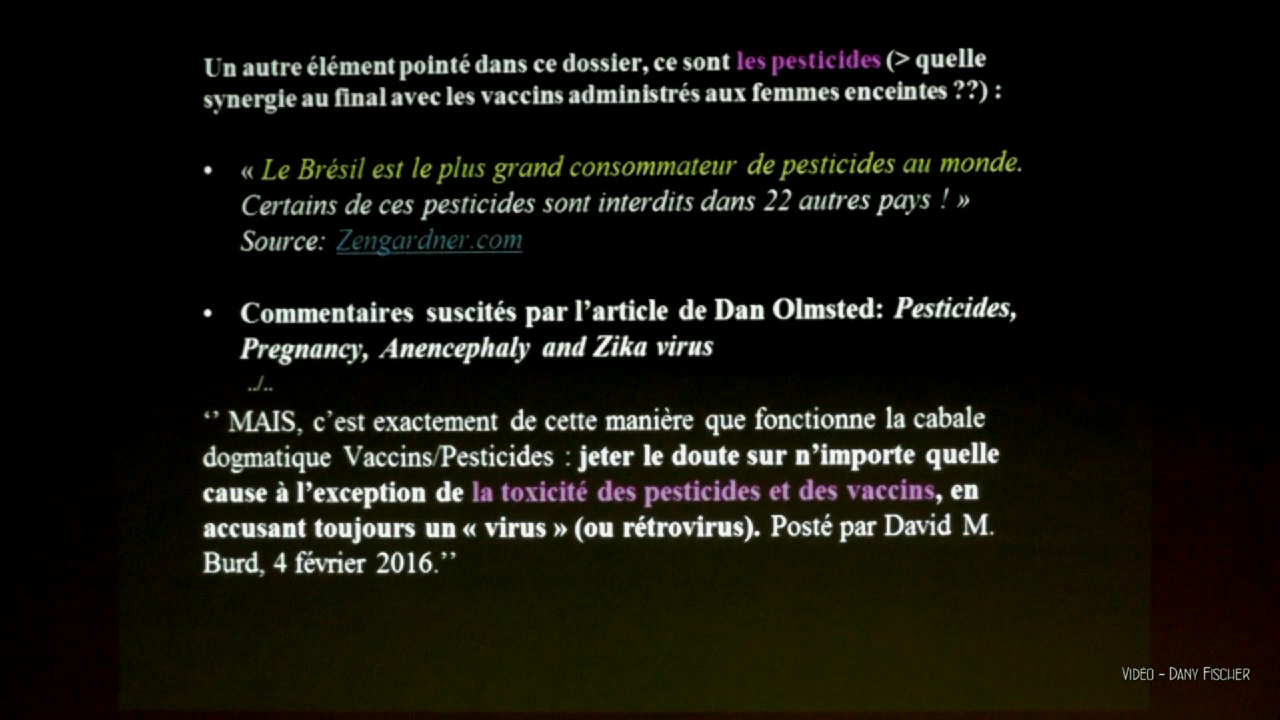 Un autre élément pointé dans ce dossier, ce sont les pesticides (> quelle
synergie au final avec les vaccins administrés aux femmes enceintes ??) :
• « Le Brésil est le plus grand consommateur de pesticides au monde.
Certains de ces pesticides sont interdits dans 22 autres pays ! »
Source: Zengardner.com
• Commentaires suscités par l’article de Dan Olmsted: Pesticides,
Pregnancy, Anencephaly and Zika virus
../..
‘’ MAIS, c’est exactement de cette manière que fonctionne la cabale
dogmatique Vaccins/Pesticides : jeter le doute sur n’importe quelle
cause à l’exception de la toxicité des pesticides et des vaccins, en
accusant toujours un « virus » (ou rétrovirus). Posté par David M.
Burd, 4 février 2016.’’
Vidéo - Dany Fischer